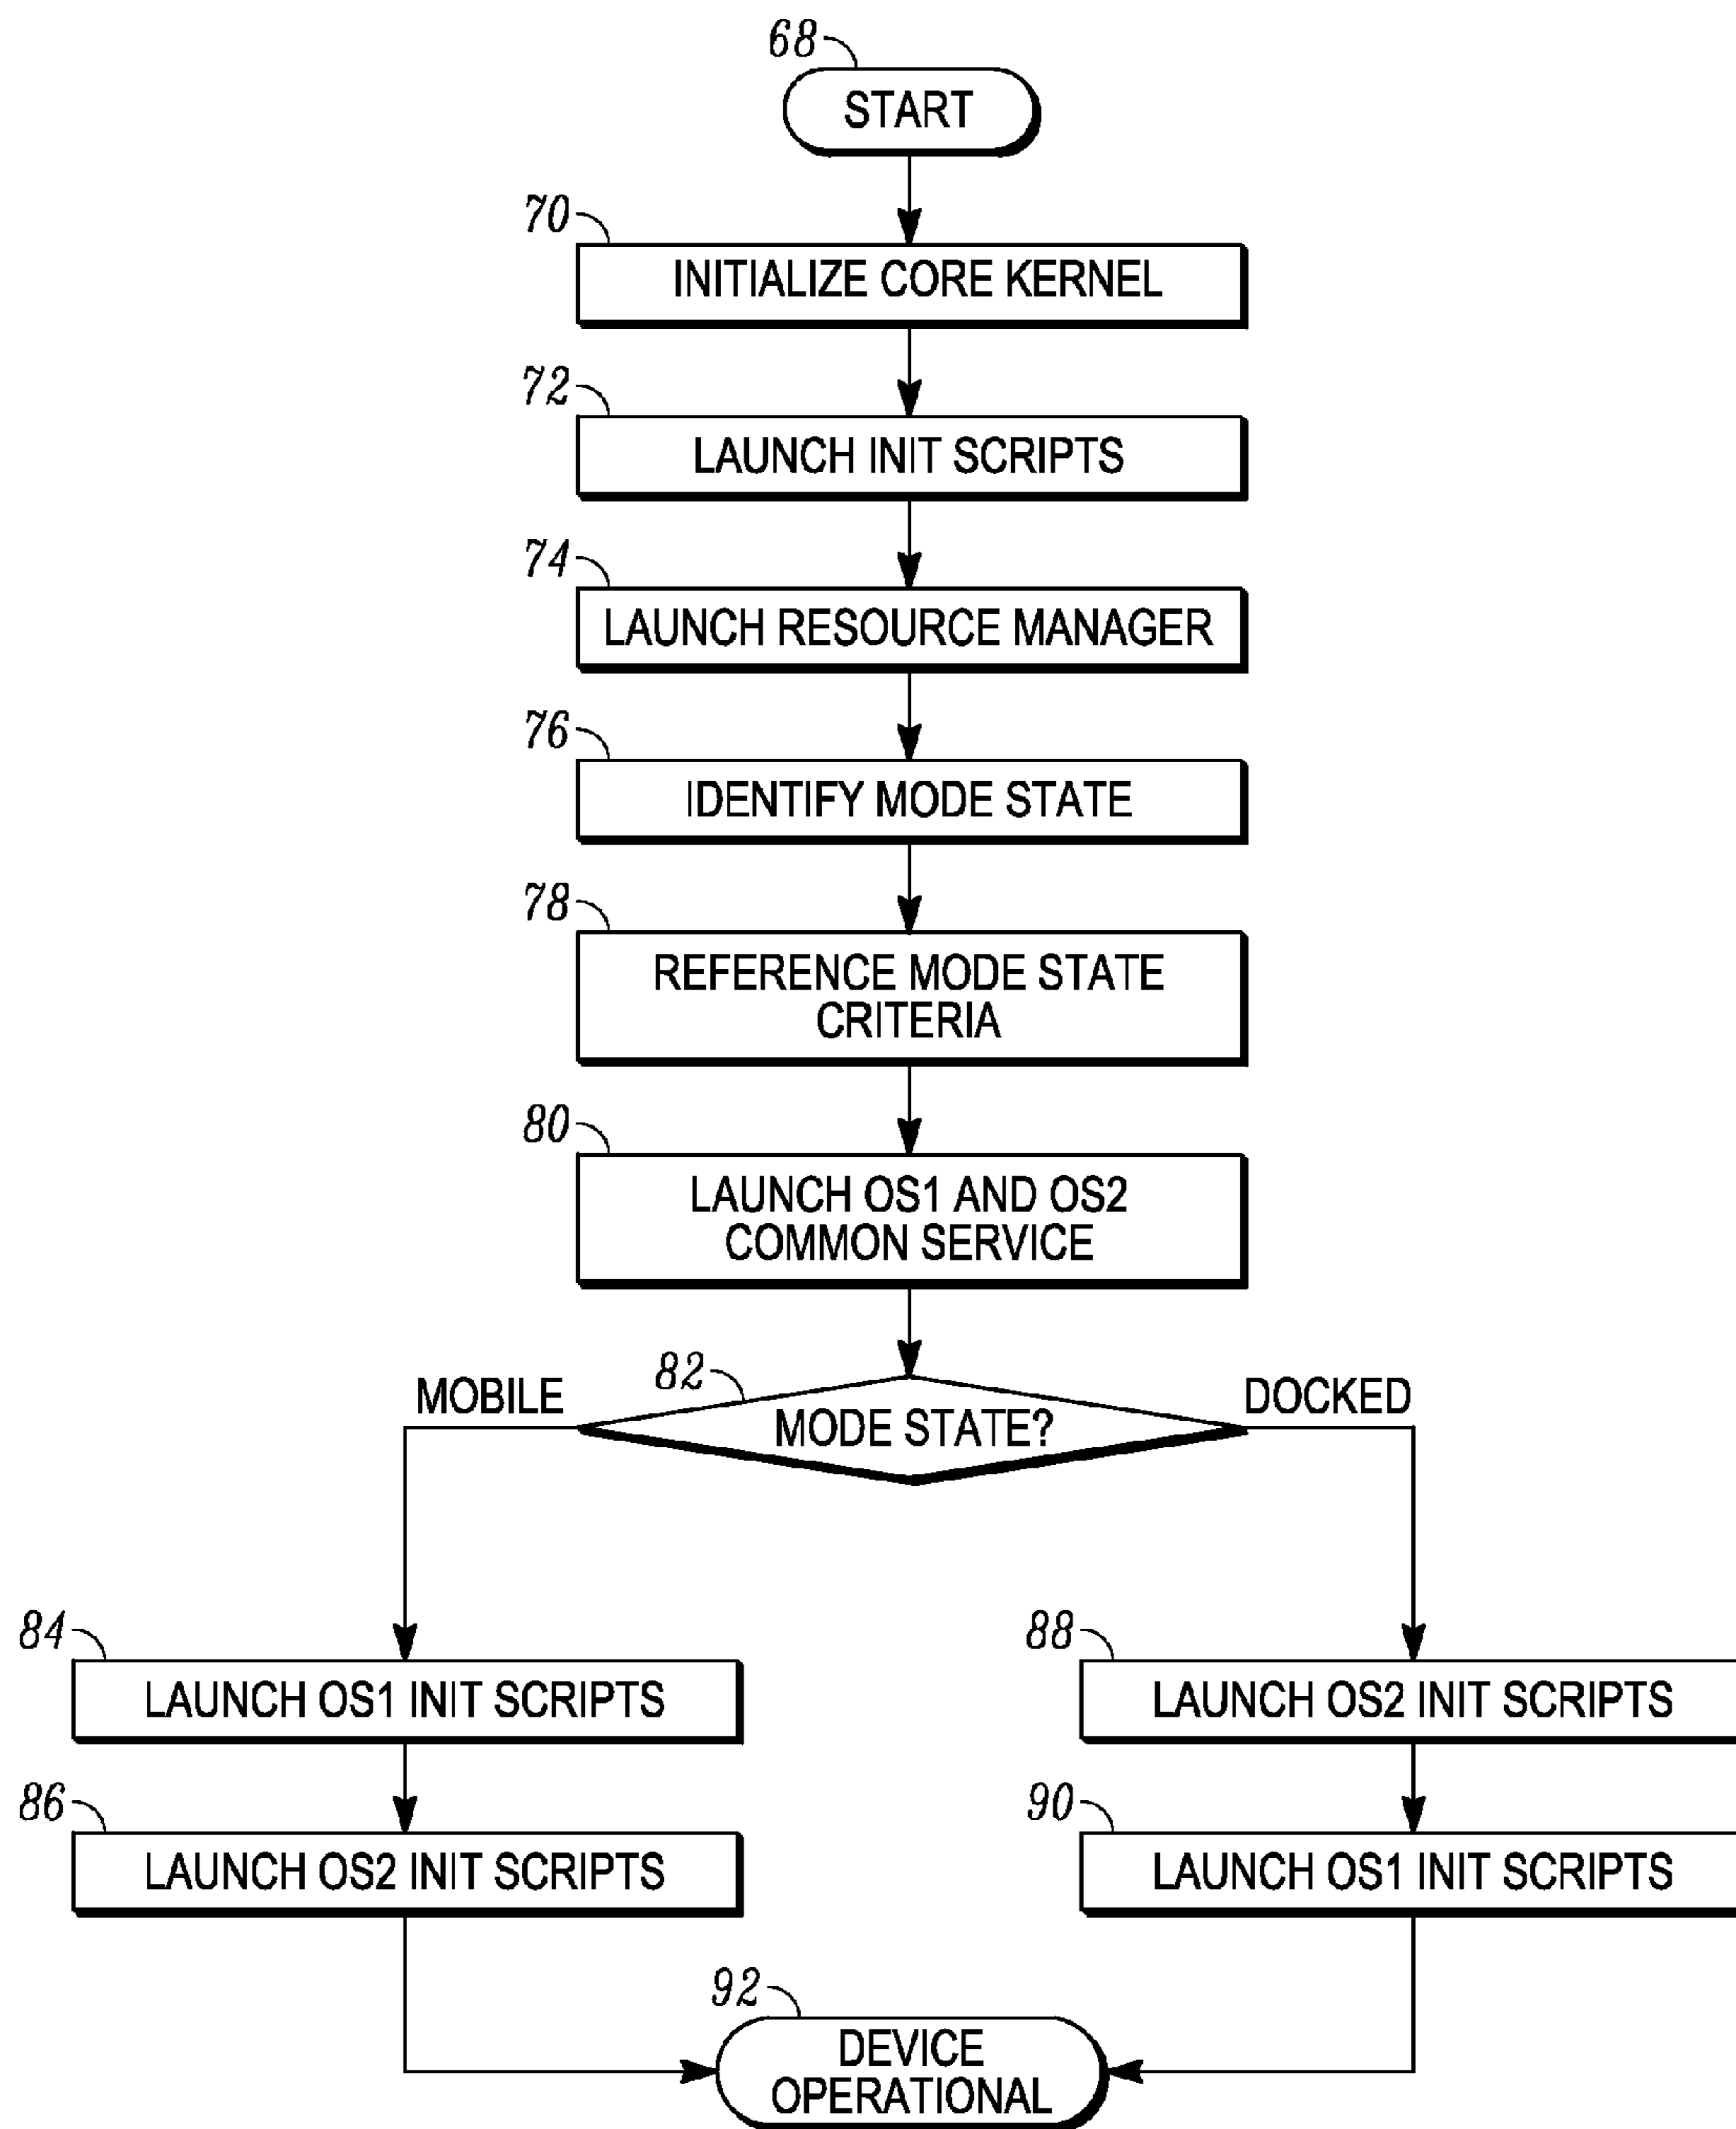 68
START
70
INITIALIZE CORE KERNEL
72
LAUNCH INIT SCRIPTS
74
LAUNCH RESOURCE MANAGER
76
IDENTIFY MODE STATE
78
REFERENCE MODE STATE
CRITERIA
80
LAUNCH OS1 AND OS2
COMMON SERVICE
82
MOBILE
MODE STATE?
DOCKED
84
LAUNCH OS1 INIT SCRIPTS
86
LAUNCH OS2 INIT SCRIPTS
88
LAUNCH OS2 INIT SCRIPTS
90
LAUNCH OS1 INIT SCRIPTS
92
DEVICE
OPERATIONAL